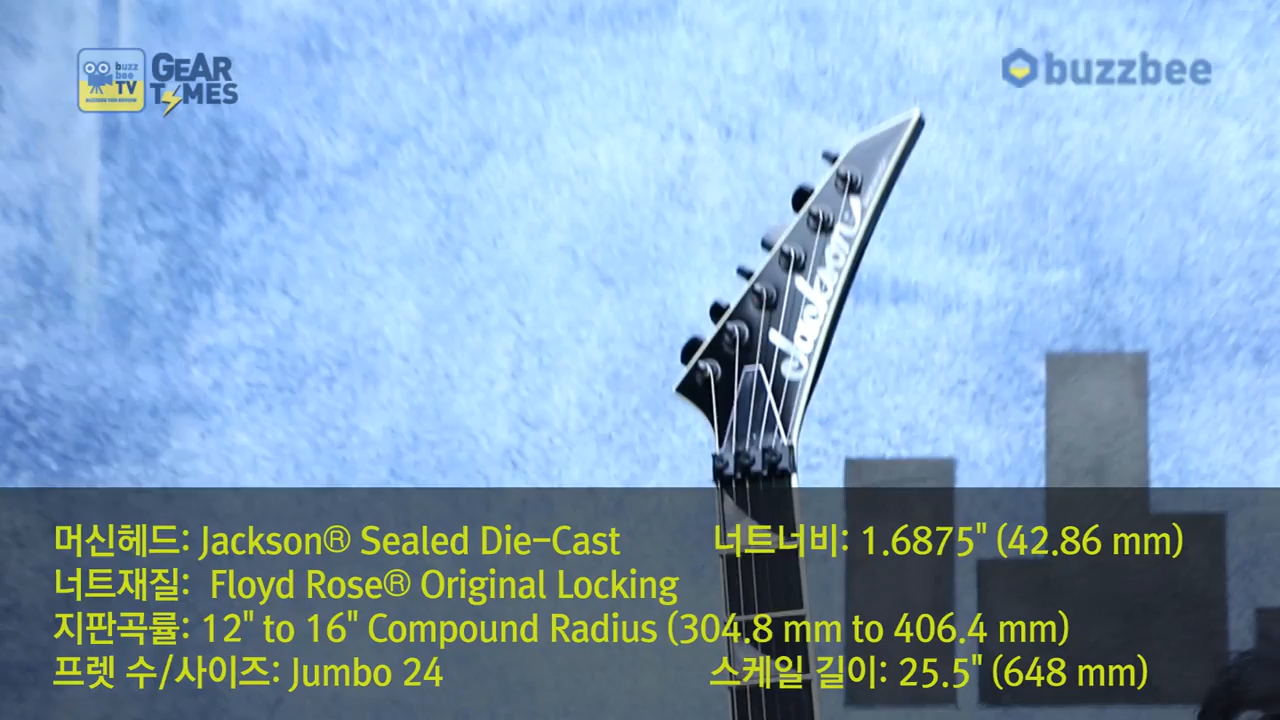 buzz
bee
TV
GEAR
TIMES
buzzbee
Jackson
머신헤드: Jackson® Sealed Die-Cast 너트너비: 1.6875" (42.86 mm)
너트재질: Floyd Rose® Original Locking
지판곡률: 12" to 16" Compound Radius (304.8 mm to 406.4 mm)
프렛 수/사이즈: Jumbo 24 스케일 길이: 25.5" (648 mm)